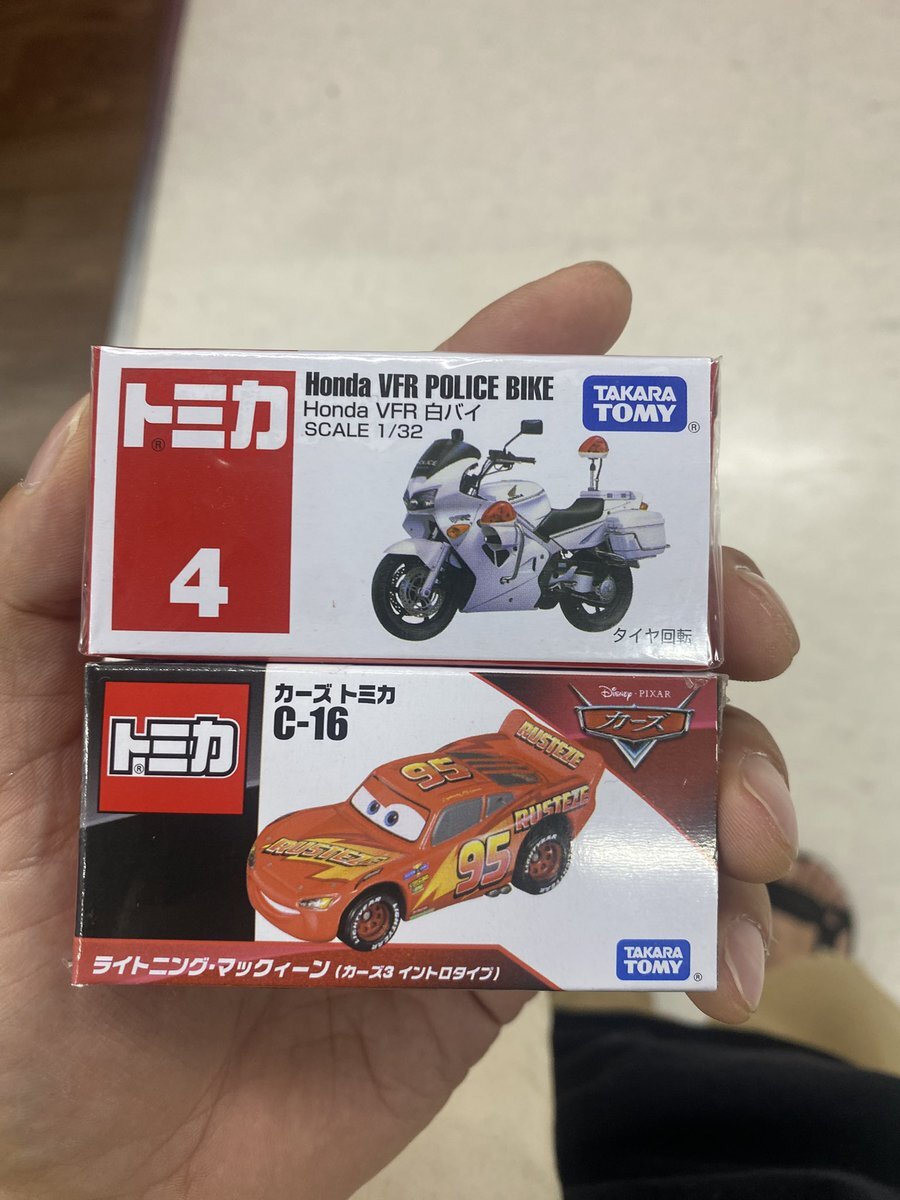 トミカ
4
Honda VFR POLICE BIKE
Honda VFR 白バイ
SCALE 1/32
TAKARA
TOMY
POLICE
タイヤ回転
トミカ
カーズ トミカ
C-16
Disney・PIXAR
カーズ
95
RUSTEZE
RUSTEZE
RUSTEZE
95
ライトニング・マックィーン (カーズ3 イントロタイプ)
TAKARA
TOMY